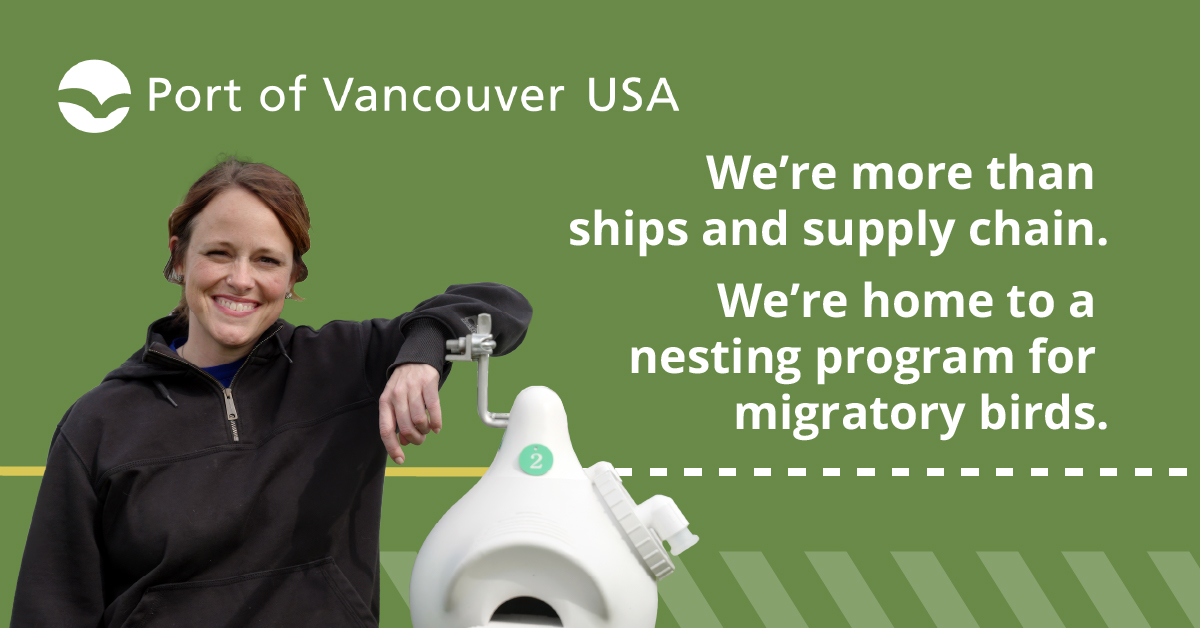 Port of Vancouver USA
We’re more than
ships and supply chain.
We’re home to a
nesting program for
migratory birds.
2